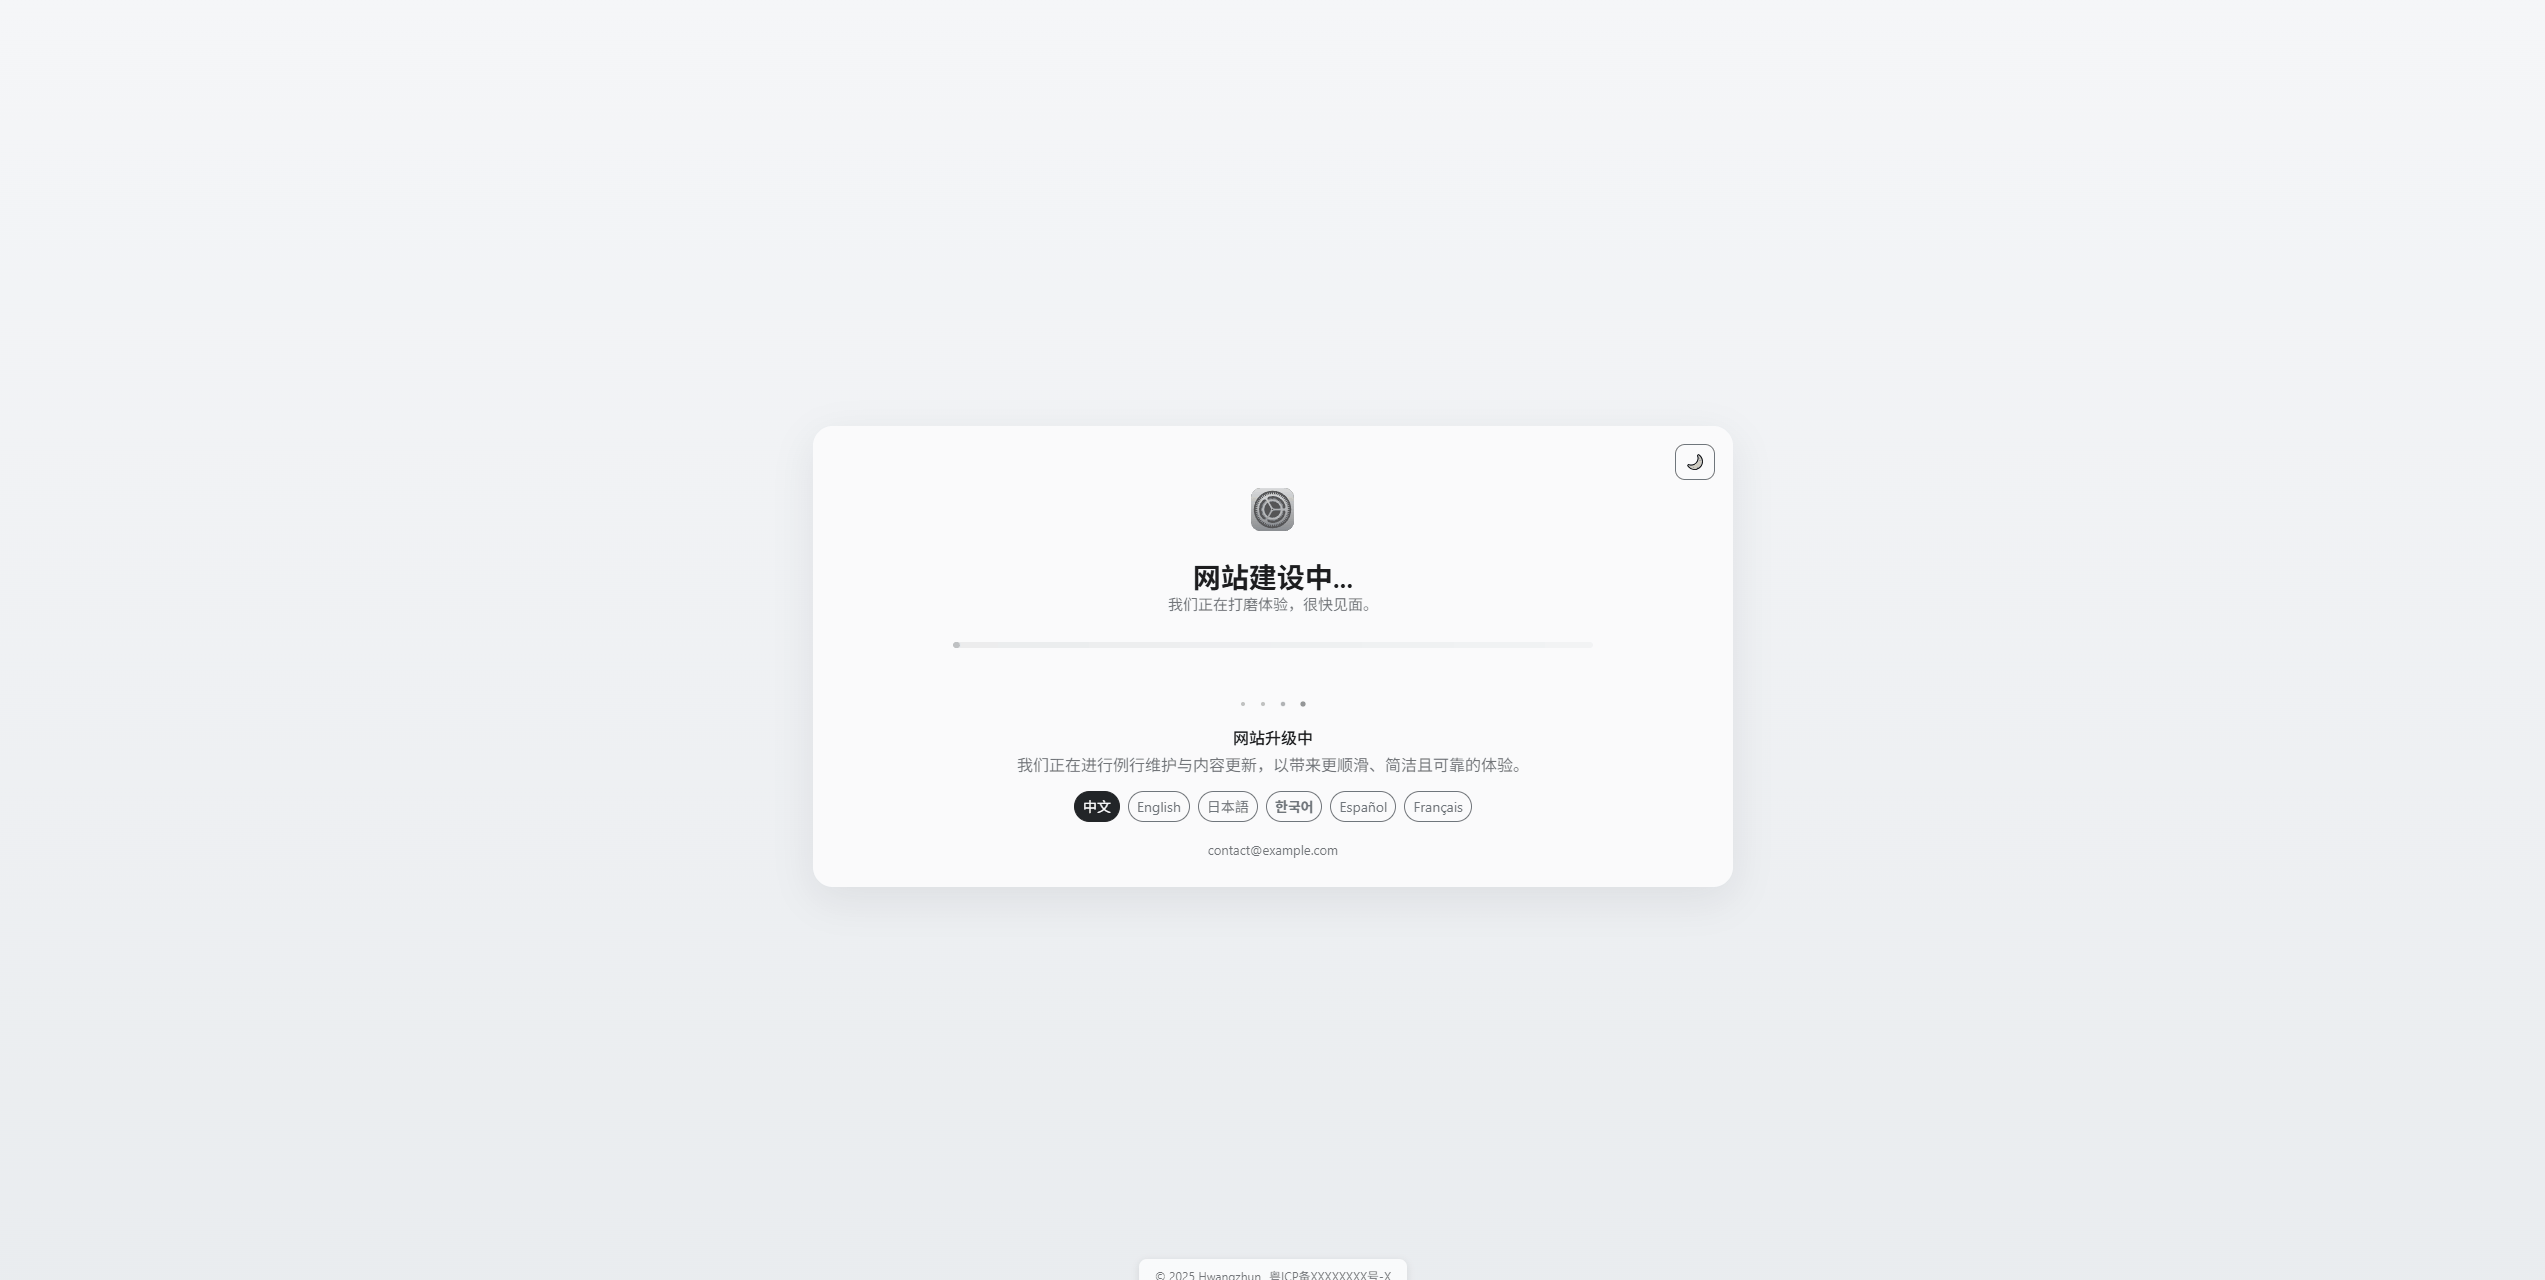 网站建设中...
我们正在打磨体验，很快见面。
网站升级中
我们正在进行例行维护与内容更新，以带来更顺滑、简洁且可靠的体验。
中文 English 日本語 한국어 Español Français
contact@example.com
© 2025 Hwangzhun 粤ICP备XXXXXXXX号-X